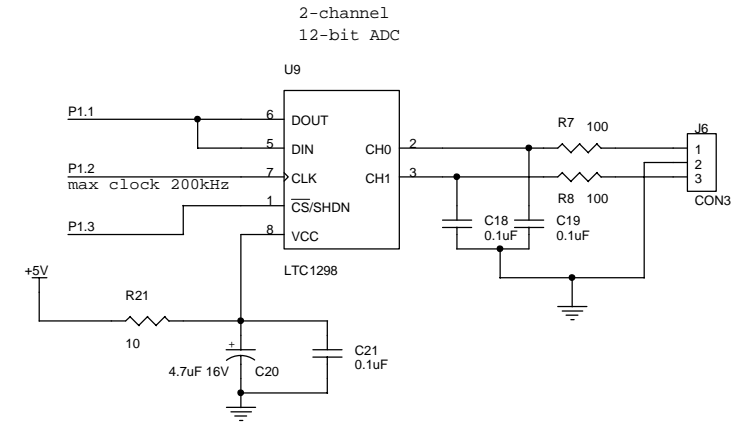 2-channel
12-bit ADC
U9
P1.1
6 DOUT
5 DIN
CH0 2
R7 100
J6
1
2
3
CON3
P1.2
max clock 200kHz
7 CLK
CH1 3
R8 100
1 CS/SHDN
P1.3
8 VCC
C18
0.1uF
C19
0.1uF
LTC1298
+5V
R21
10
+
4.7uF 16V C20
C21
0.1uF